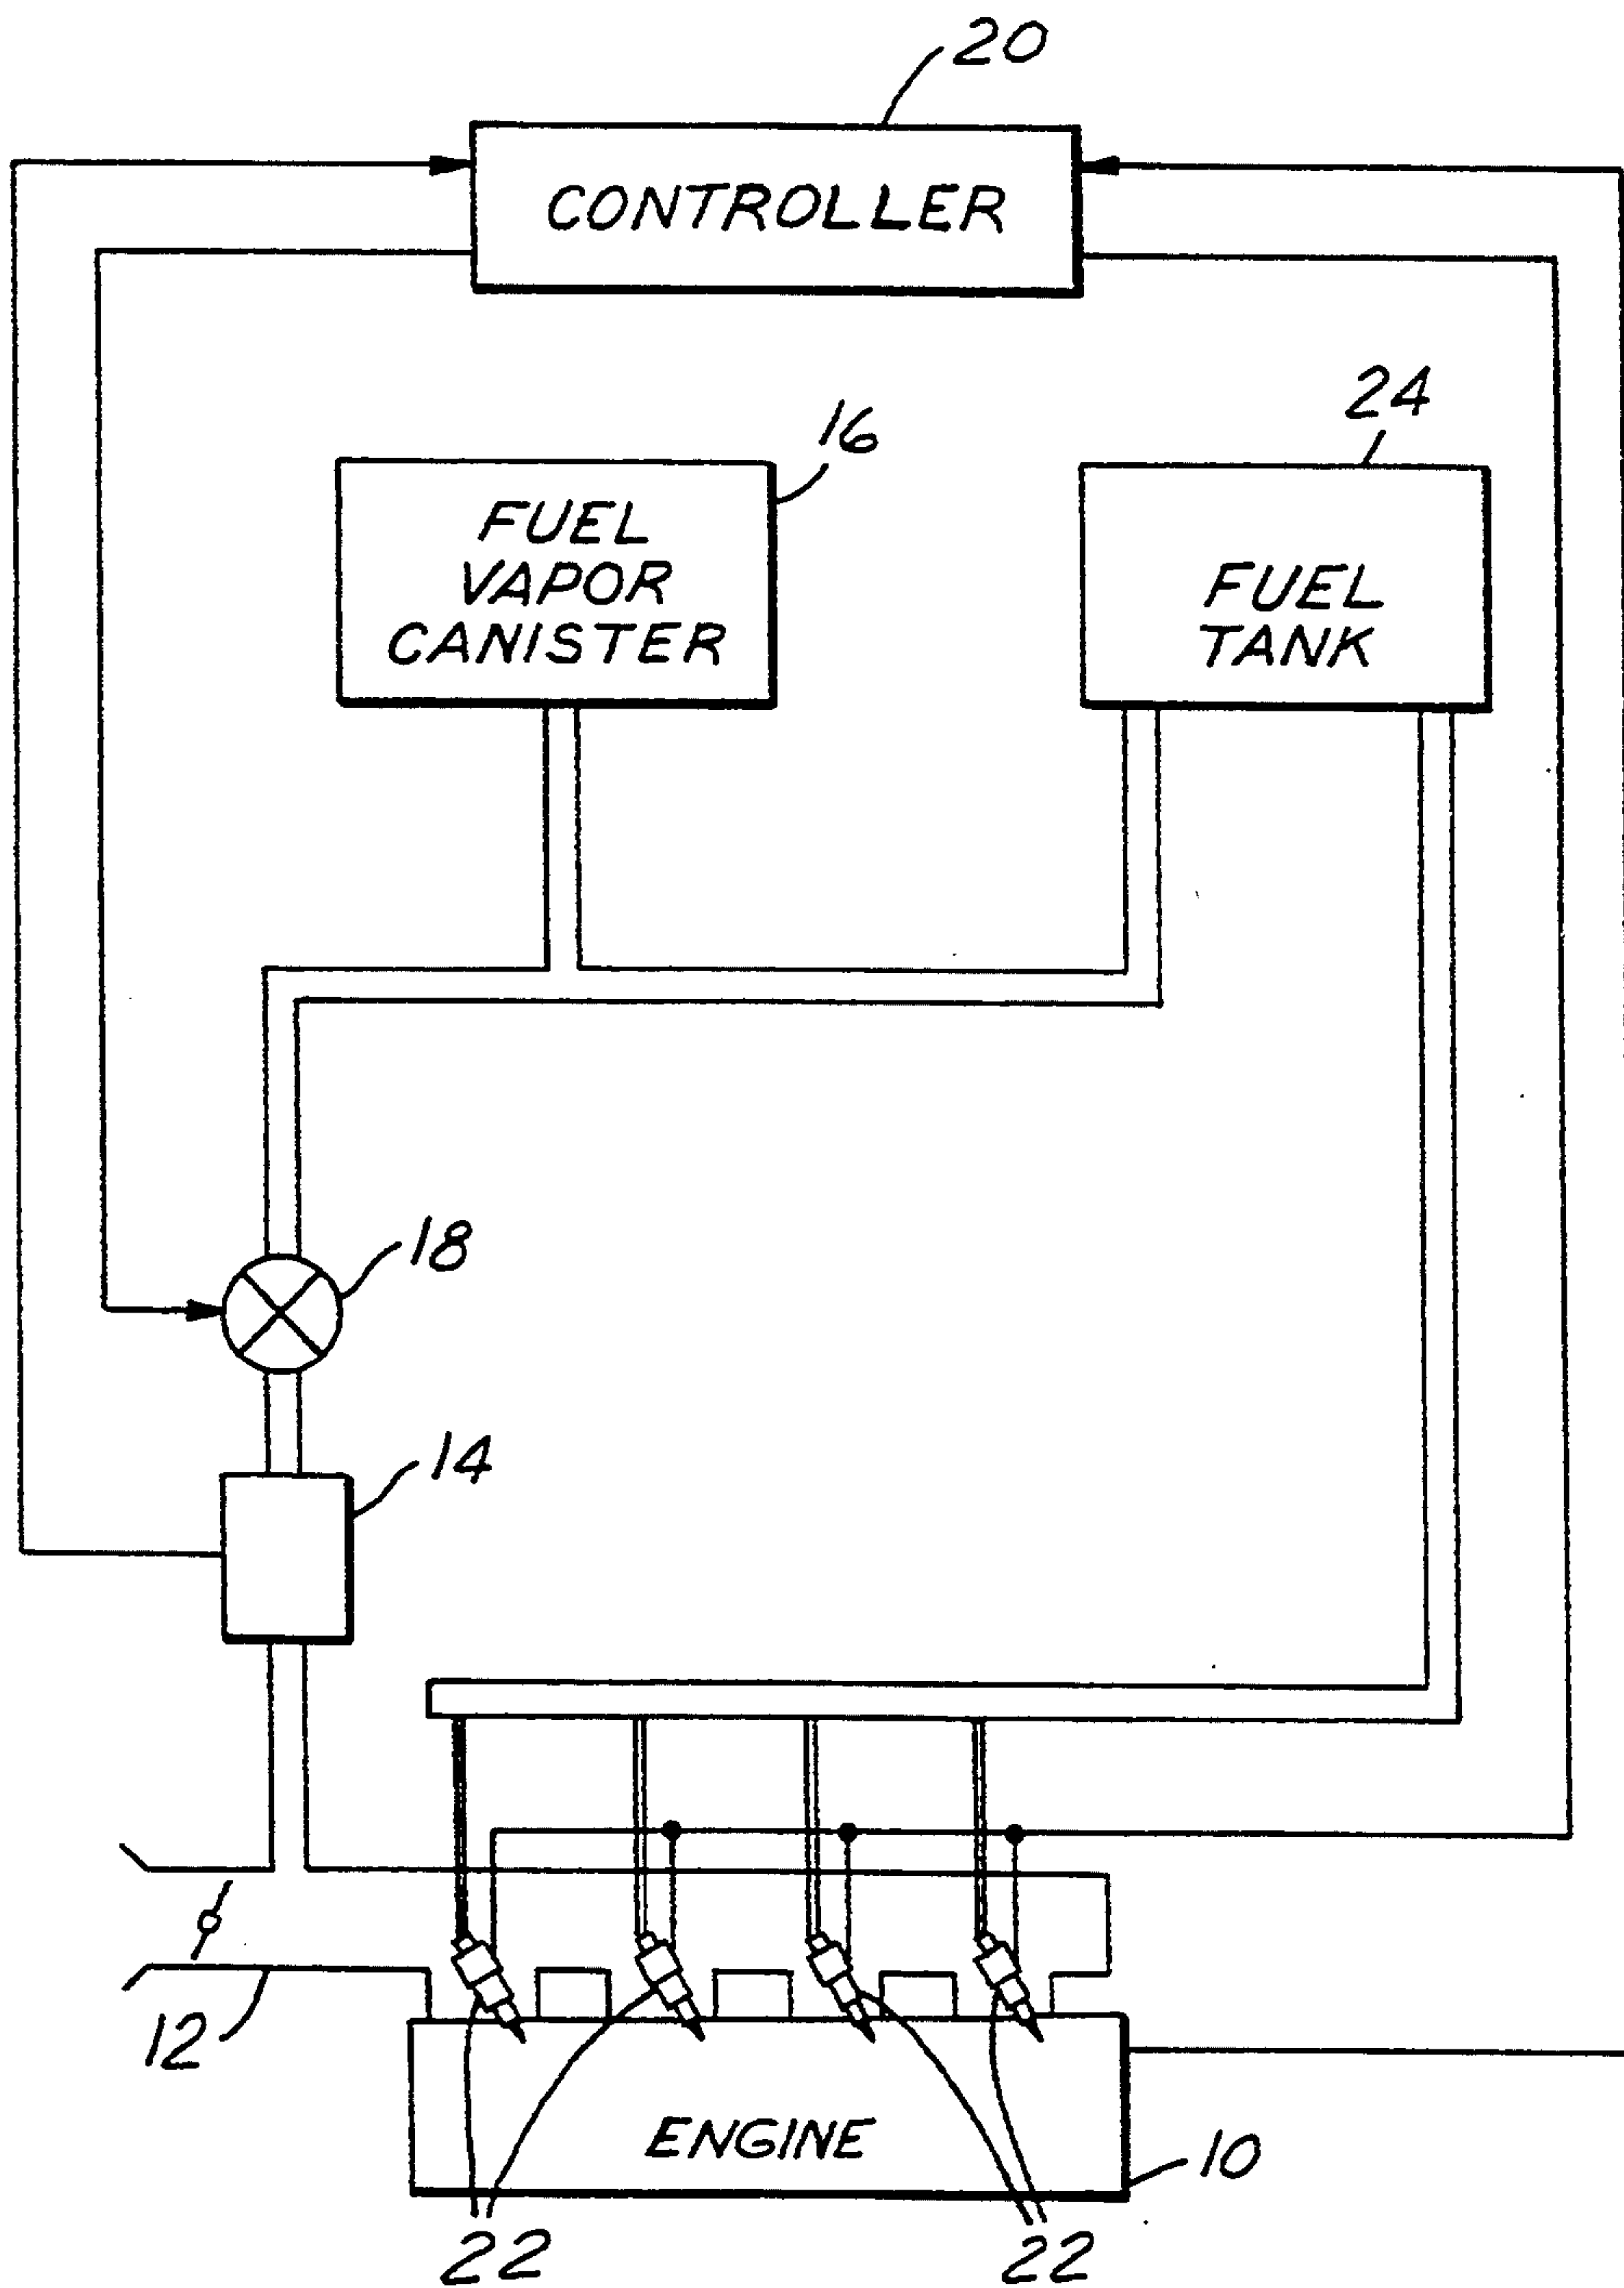 20
CONTROLLER
24
16
FUEL
VAPOR
CANISTER
FUEL
TANK
18
14
12
ENGINE
10
22
22